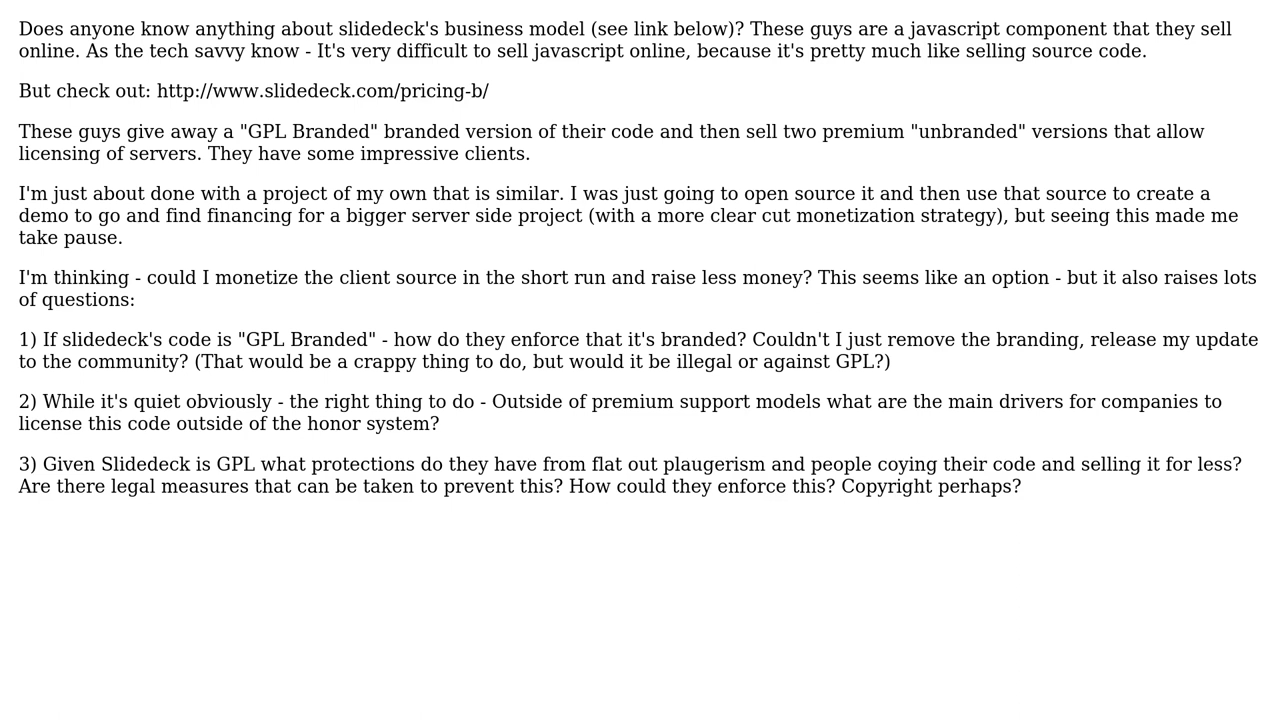 Does anyone know anything about slidedeck's business model (see link below)? These guys are a javascript component that they sell
online. As the tech savvy know - It's very difficult to sell javascript online, because it's pretty much like selling source code.
But check out: http://www.slidedeck.com/pricing-b/
These guys give away a "GPL Branded" branded version of their code and then sell two premium "unbranded" versions that allow
licensing of servers. They have some impressive clients.
I'm just about done with a project of my own that is similar. I was just going to open source it and then use that source to create a
demo to go and find financing for a bigger server side project (with a more clear cut monetization strategy), but seeing this made me
take pause.
I'm thinking - could I monetize the client source in the short run and raise less money? This seems like an option - but it also raises lots
of questions:
1) If slidedeck's code is "GPL Branded" - how do they enforce that it's branded? Couldn't I just remove the branding, release my update
to the community? (That would be a crappy thing to do, but would it be illegal or against GPL?)
2) While it's quiet obviously - the right thing to do - Outside of premium support models what are the main drivers for companies to
license this code outside of the honor system?
3) Given Slidedeck is GPL what protections do they have from flat out plaugerism and people coying their code and selling it for less?
Are there legal measures that can be taken to prevent this? How could they enforce this? Copyright perhaps?